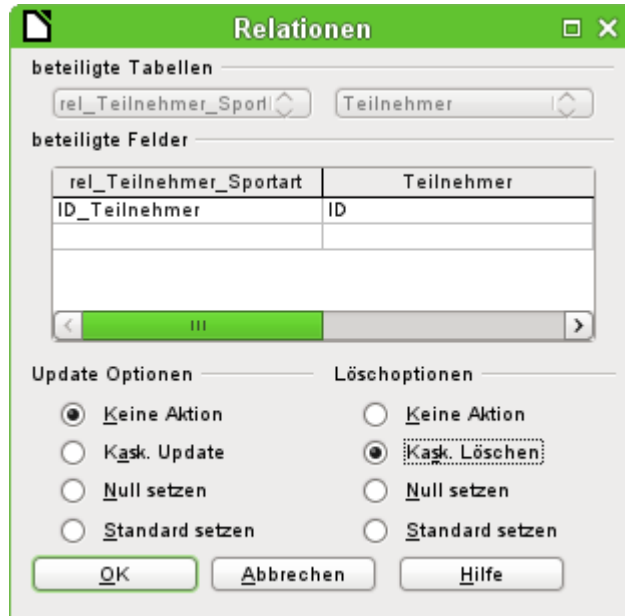 Relationen
beteiligte Tabellen
rel_Teilnehmer_Sport Teilnehmer
beteiligte Felder
rel_Teilnehmer_Sportart Teilnehmer
ID_Teilnehmer ID
Update Optionen Löschoptionen
Keine Aktion Keine Aktion
Kask. Update Kask. Löschen
Null setzen Null setzen
Standard setzen Standard setzen
OK Abbrechen Hilfe